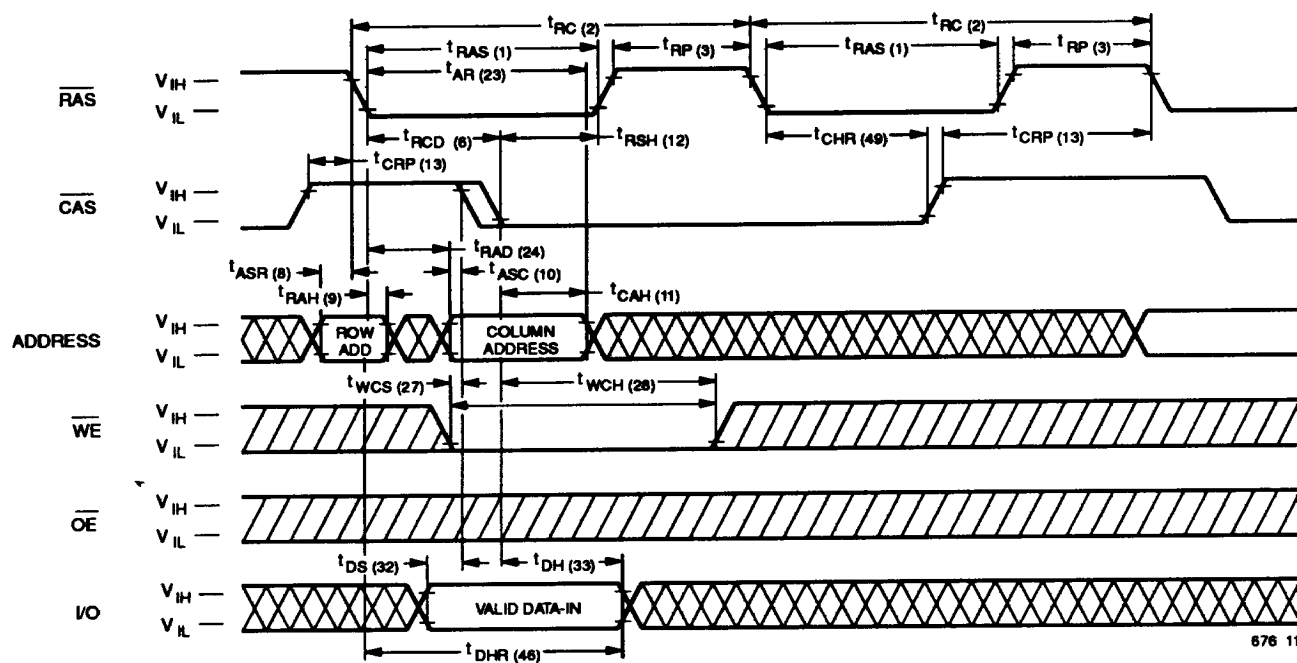 tRC (2) tRC (2)
tRAS (1) tRP (3) tRAS (1) tRP (3)
tAR (23)
RAS VIH
VIL
tRCD (6) tRSH (12) tCHR (49) tCRP (13)
tCRP (13)
CAS VIH
VIL
tRAD (24)
tASR (8) tASC (10)
tRAH (9) tCAH (11)
ADDRESS VIH ROW ADD COLUMN ADDRESS
VIL
tWCS (27) tWCH (28)
WE VIH
VIL
OE VIH
VIL
tDS (32) tDH (33)
I/O VIH VALID DATA-IN
VIL
tDHR (46)
676 11